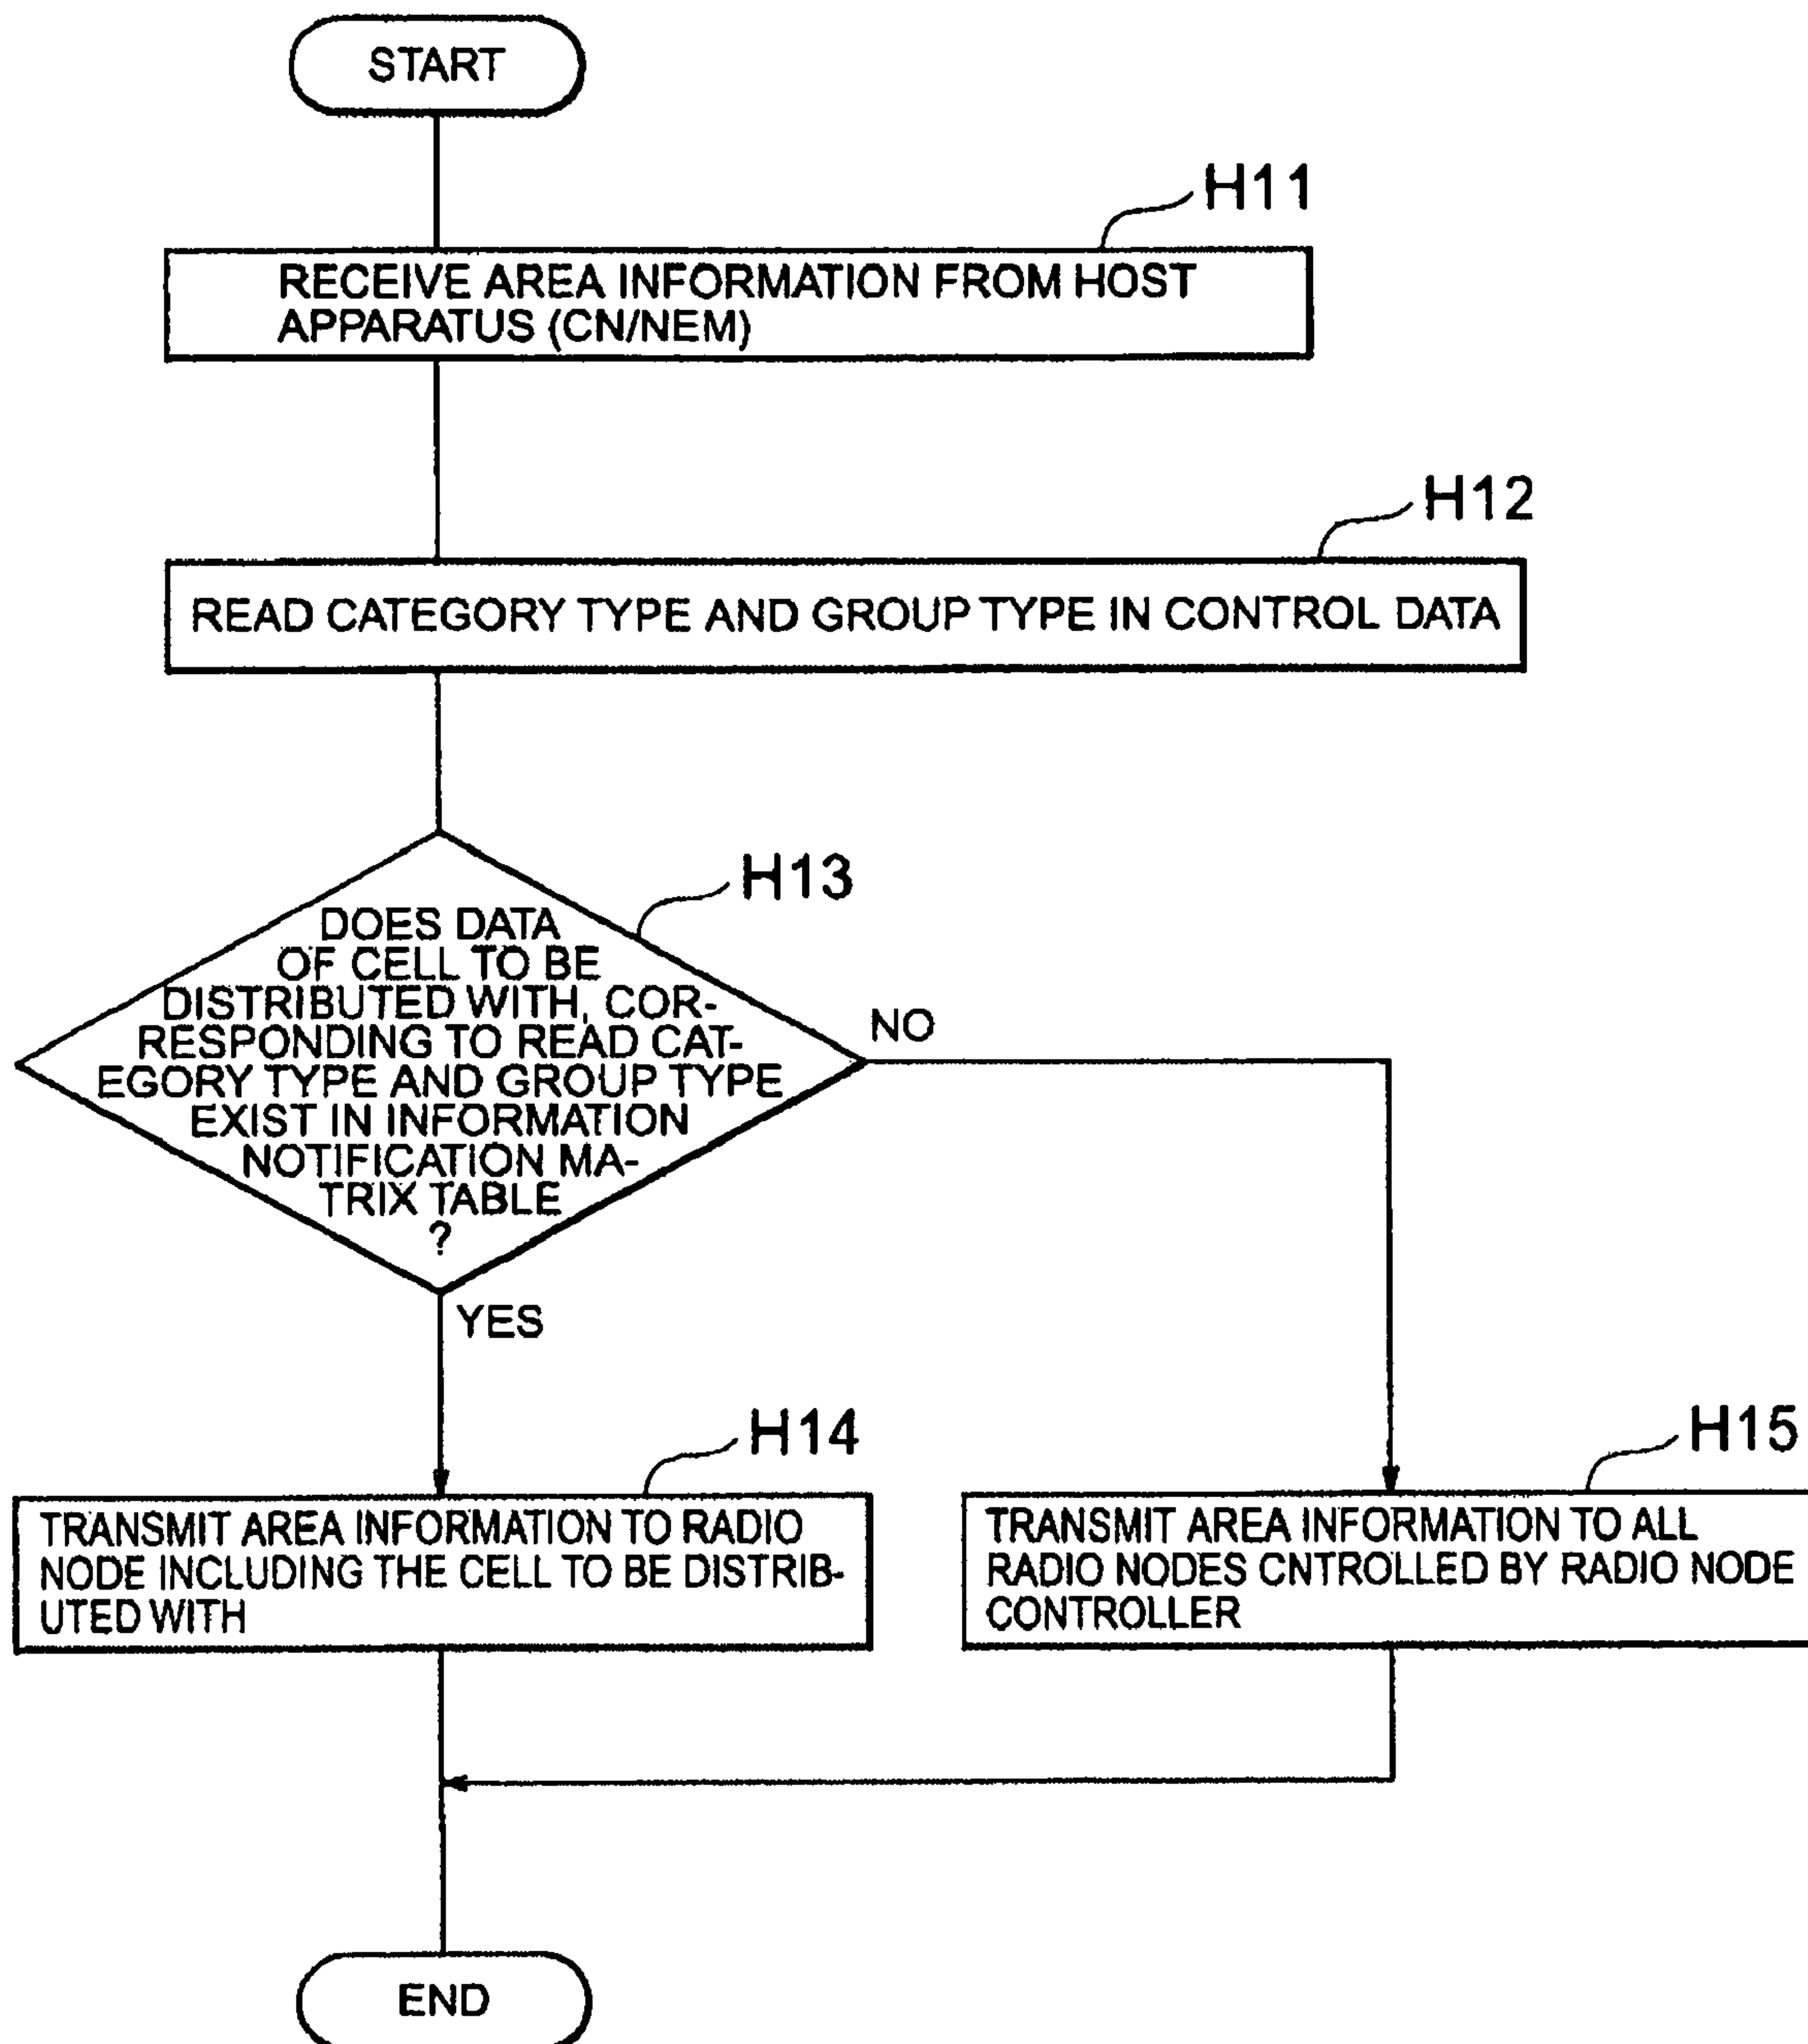 START
H11
RECEIVE AREA INFORMATION FROM HOST
APPARATUS (CN/NEM)
H12
READ CATEGORY TYPE AND GROUP TYPE IN CONTROL DATA
H13
DOES DATA
OF CELL TO BE
DISTRIBUTED WITH, COR-
RESPONDING TO READ CAT-
EGORY TYPE AND GROUP TYPE
EXIST IN INFORMATION
NOTIFICATION MA-
TRIX TABLE
?
NO
YES
H14
TRANSMIT AREA INFORMATION TO RADIO
NODE INCLUDING THE CELL TO BE DISTRIB-
UTED WITH
H15
TRANSMIT AREA INFORMATION TO ALL
RADIO NODES CNTROLLED BY RADIO NODE
CONTROLLER
END